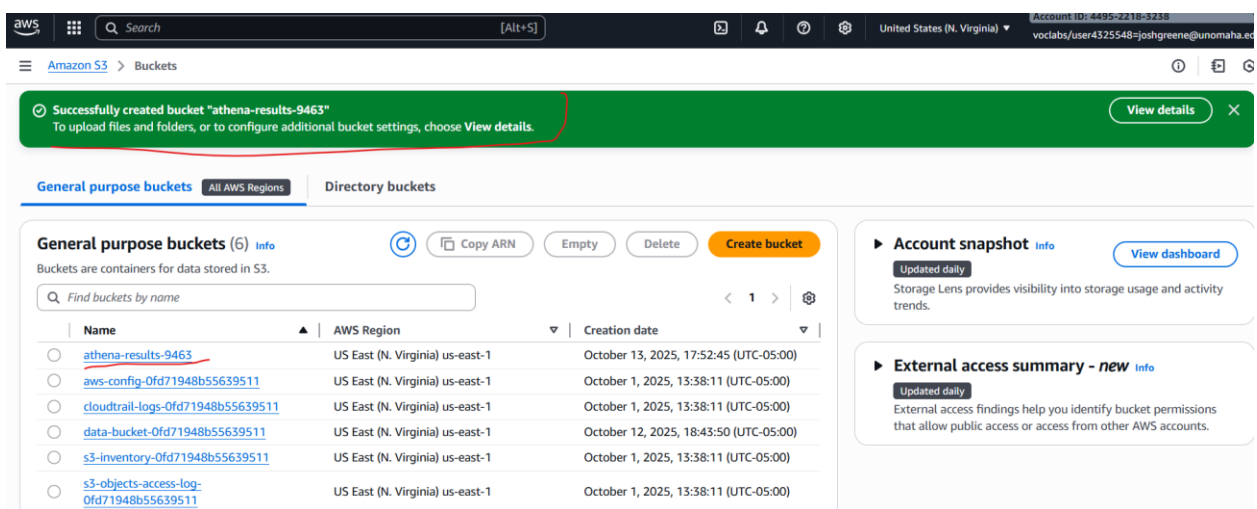 aws
Search [Alt+S]
United States (N. Virginia) ▼
Account ID: 4495-2218-3238
voclabs/user4325548=joshgreene@unomaha.ed
Amazon S3 > Buckets
Successfully created bucket "athena-results-9463"
To upload files and folders, or to configure additional bucket settings, choose View details.
View details
General purpose buckets All AWS Regions
Directory buckets
General purpose buckets (6) Info
Copy ARN
Empty
Delete
Create bucket
Buckets are containers for data stored in S3.
Find buckets by name
1
Name AWS Region Creation date
athena-results-9463 US East (N. Virginia) us-east-1 October 13, 2025, 17:52:45 (UTC-05:00)
aws-config-0fd71948b55639511 US East (N. Virginia) us-east-1 October 1, 2025, 13:38:11 (UTC-05:00)
cloudtrail-logs-0fd71948b55639511 US East (N. Virginia) us-east-1 October 1, 2025, 13:38:11 (UTC-05:00)
data-bucket-0fd71948b55639511 US East (N. Virginia) us-east-1 October 12, 2025, 18:43:50 (UTC-05:00)
s3-inventory-0fd71948b55639511 US East (N. Virginia) us-east-1 October 1, 2025, 13:38:11 (UTC-05:00)
s3-objects-access-log-
0fd71948b55639511 US East (N. Virginia) us-east-1 October 1, 2025, 13:38:11 (UTC-05:00)
Account snapshot Info
View dashboard
Updated daily
Storage Lens provides visibility into storage usage and activity
trends.
External access summary - new Info
Updated daily
External access findings help you identify bucket permissions
that allow public access or access from other AWS accounts.